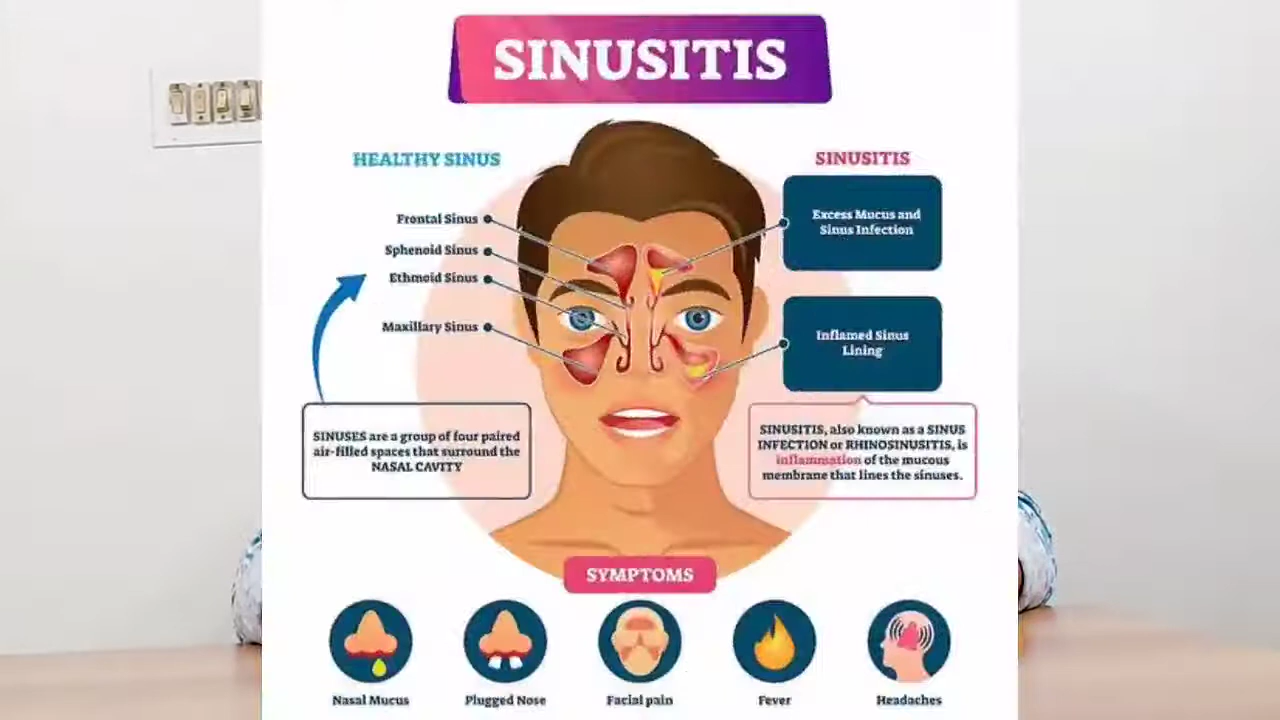 SINUSITIS
HEALTHY SINUS
Frontal Sinus
Sphenoid Sinus
Ethmoid Sinus
Maxillary Sinus
SINUSES are a group of four paired
air-filled spaces that surround the
NASAL CAVITY
SINUSITIS
Excess Mucus and
Sinus Infection
Inflamed Sinus
Lining
SINUSITIS, also known as a SINUS
INFECTION or RHINOSINUSITIS, is
inflammation of the mucous
membrane that lines the sinuses.
SYMPTOMS
Nasal Mucus
Plugged Nose
Facial pain
Fever
Headaches